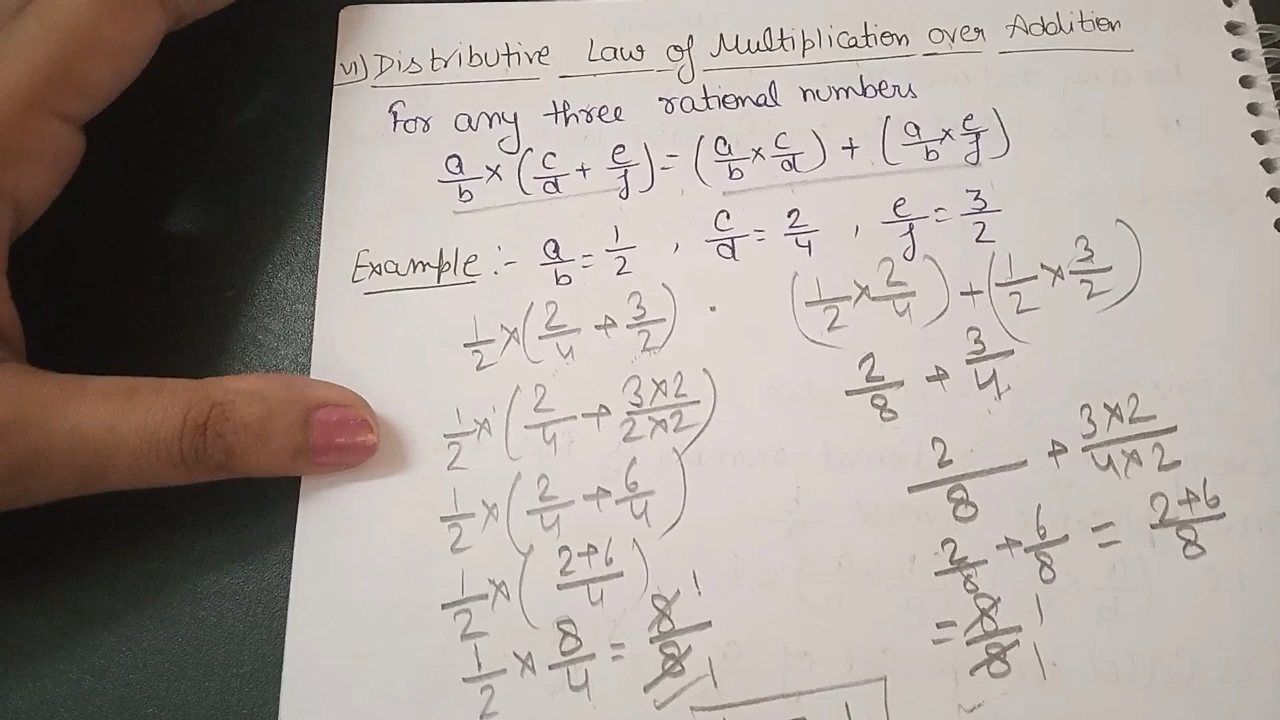 vi) Distributive Law of Multiplication over Addition
For any three rational numbers
a/b × (c/d + e/f) = (a/b × c/d) + (a/b × e/f)
Example :- a/b = 1/2 , c/d = 2/4 , e/f = 3/2
1/2 × (2/4 + 3/2) .
1/2 × (2/4 + 3×2/2×2)
1/2 × (2/4 + 6/4)
1/2 × (2+6/4)
1/2 × 8/4 = 8/8 1 1
(1/2 × 2/4) + (1/2 × 3/2)
2/8 + 3/4
2/8 + 3×2/4×2
2/8 + 6/8 = 2+6/8
= 8/8 1 1